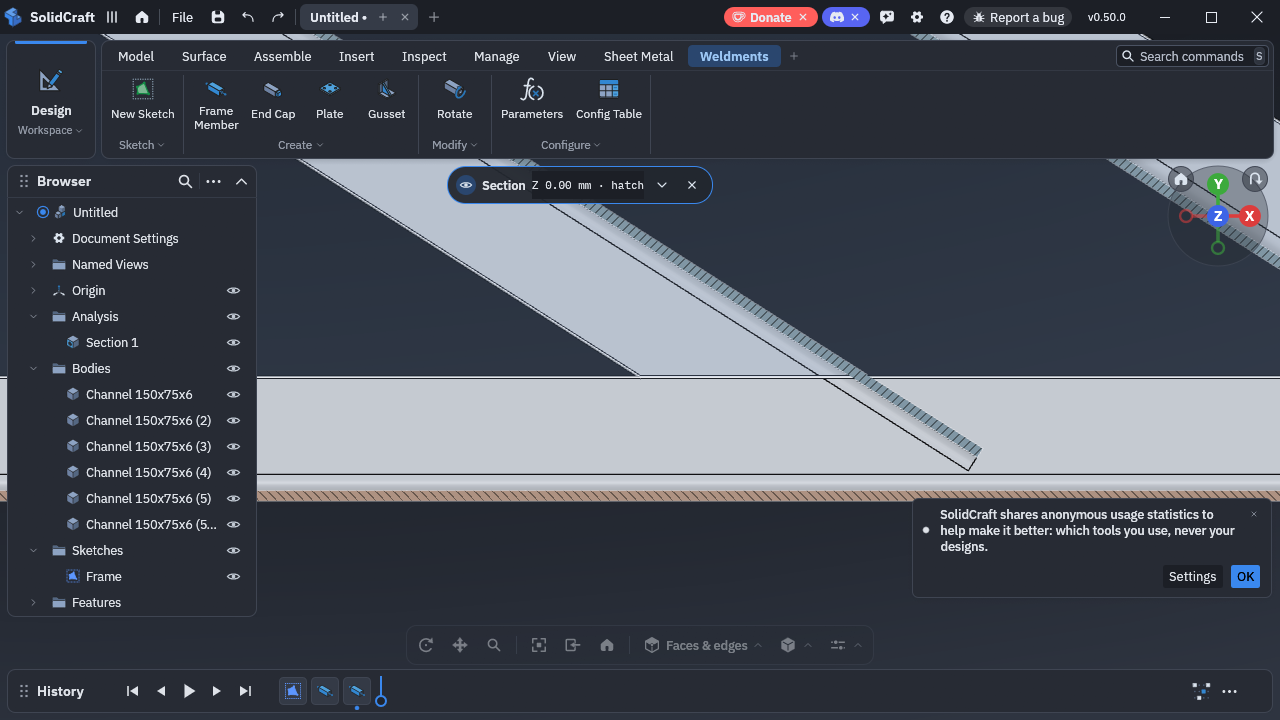 SolidCraft
File
Untitled •
Donate
Report a bug
v0.50.0
Design
Workspace
Model
Surface
Assemble
Insert
Inspect
Manage
View
Sheet Metal
Weldments
Search commands
S
New Sketch
Frame
Member
End Cap
Plate
Gusset
Rotate
Parameters
Config Table
Sketch
Create
Modify
Configure
Browser
Section Z 0.00 mm · hatch
Y
Z
X
Untitled
Document Settings
Named Views
Origin
Analysis
Section 1
Bodies
Channel 150x75x6
Channel 150x75x6 (2)
Channel 150x75x6 (3)
Channel 150x75x6 (4)
Channel 150x75x6 (5)
Channel 150x75x6 (5...
Sketches
Frame
Features
SolidCraft shares anonymous usage statistics to
help make it better: which tools you use, never your
designs.
Settings
OK
Faces & edges
History